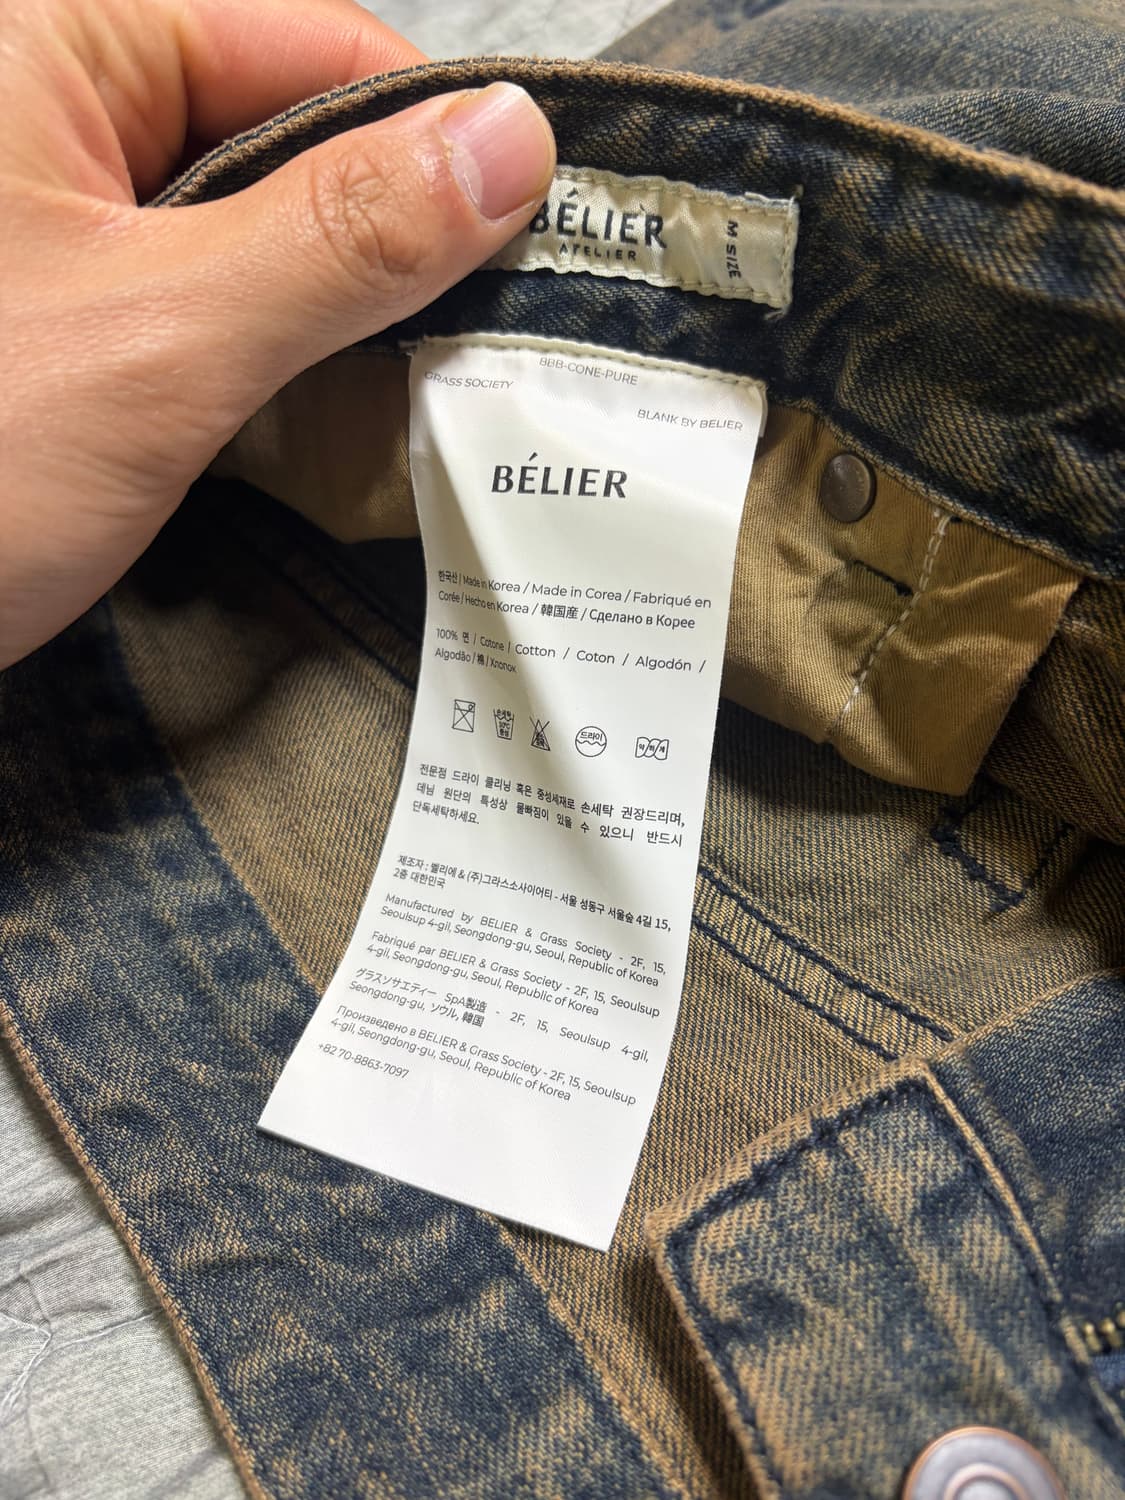 BÉLIER
ATELIER
M SIZE
BBB-CONE-PURE
GRASS SOCIETY
BLANK BY BELIER
BÉLIER
한국산 / Made in Korea / Made in Corea / Fabriqué en
Corée / Hecho en Korea / 韓国産 / Сделано в Корее
100% 면 / Cotone / Cotton / Coton / Algodón /
Algodão / 棉 / Хлопок
손세탁
30℃
중성
드라이
약하게
전문점 드라이 클리닝 혹은 중성세재로 손세탁 권장드리며,
데님 원단의 특성상 물빠짐이 있을 수 있으니 반드시
단독세탁하세요.
제조자 : 벨리에 & (주)그라스소사이어티 - 서울 성동구 서울숲 4길 15,
2층 대한민국
Manufactured by BELIER & Grass Society - 2F, 15,
Seoulsup 4-gil, Seongdong-gu, Seoul, Republic of Korea
Fabriqué par BELIER & Grass Society - 2F, 15, Seoulsup
4-gil, Seongdong-gu, Seoul, Republic of Korea
グラスソサエティー SpA製造 - 2F, 15, Seoulsup 4-gil,
Seongdong-gu, ソウル, 韓国
Произведено в BELIER & Grass Society - 2F, 15, Seoulsup
4-gil, Seongdong-gu, Seoul, Republic of Korea
+82 70-8863-7097